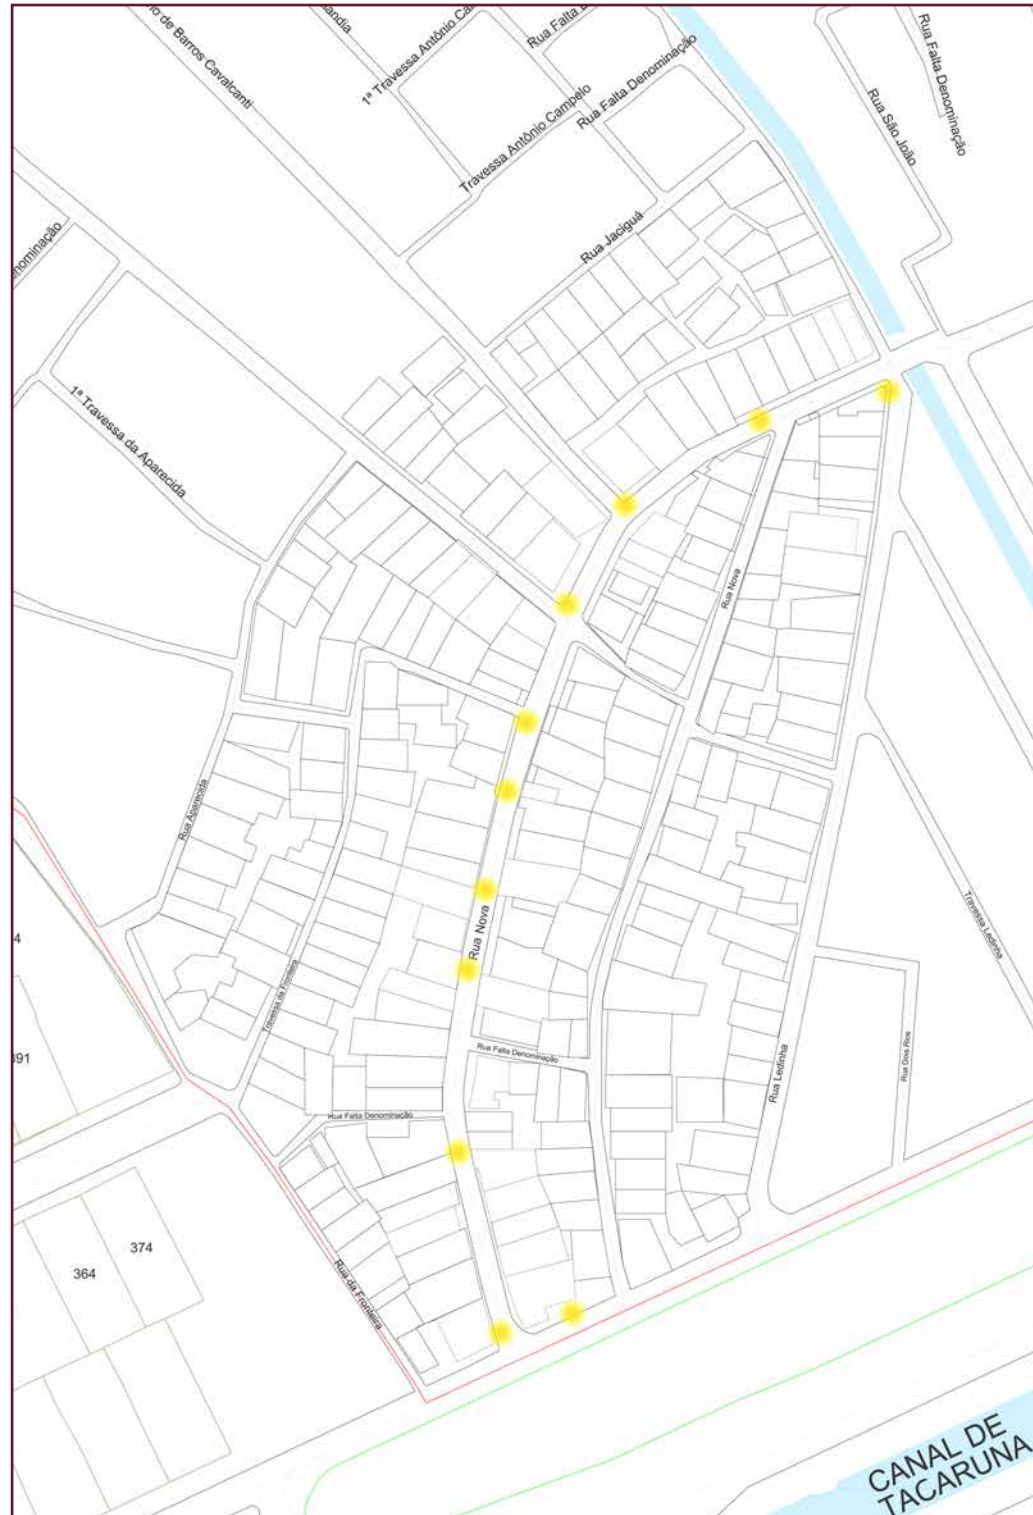 de Barros Cavalcanti
1ª Travessa Antônio
Rua Falta
Rua Falta Denominação
Travessa Antônio Campelo
Rua São João
Rua Falta Denominação
Rua Jaciguá
1ª Travessa da Aparecida
Rua Nova
Rua Aparecida
Rua Nova
Travessa da Fronteira
Travessa Ledinha
Rua Falta Denominação
Rua Ledinha
Rua Dois Rios
Rua Falta Denominação
Rua da Fronteira
374
364
CANAL DE
TACARUNA